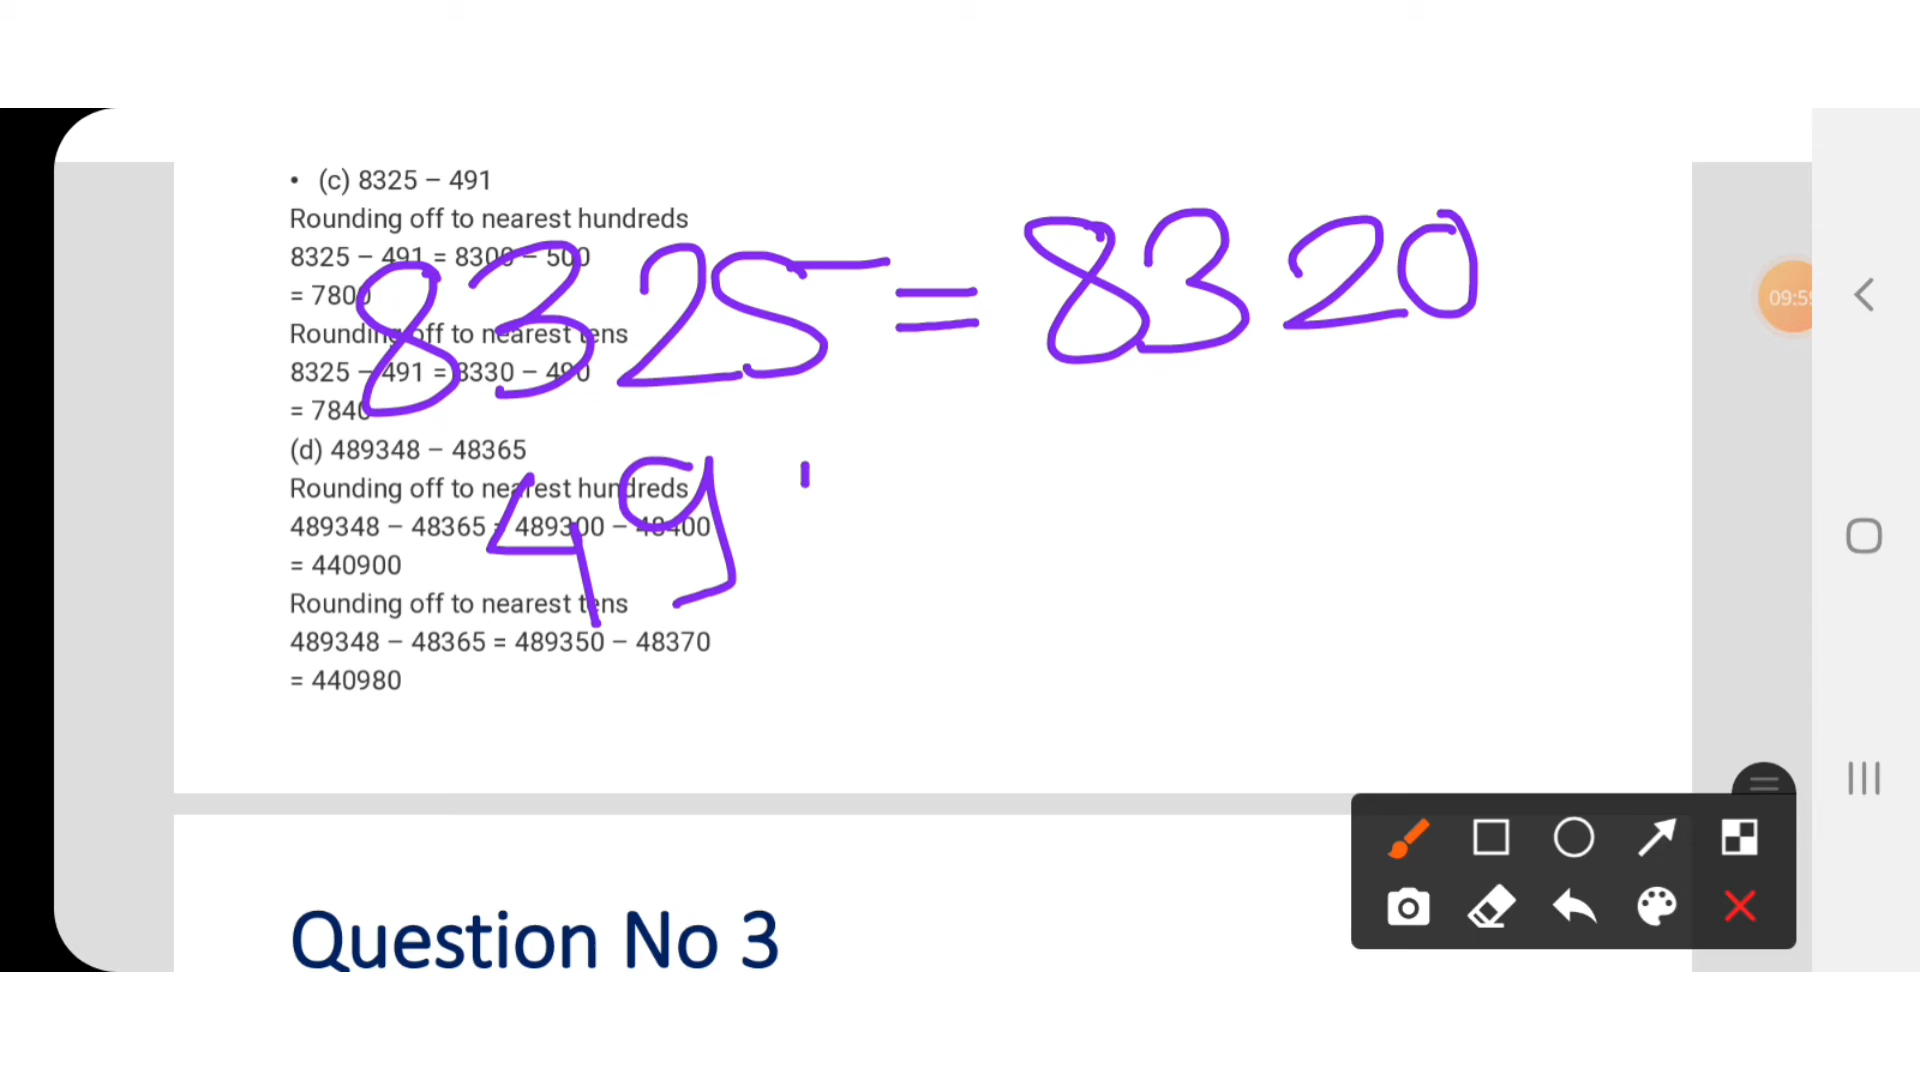 • (c) 8325 – 491
Rounding off to nearest hundreds
8325 – 491 = 8300 – 500
= 7800
Rounding off to nearest tens
8325 – 491 = 8330 – 490
= 7840
(d) 489348 – 48365
Rounding off to nearest hundreds
489348 – 48365 = 489300 – 48400
= 440900
Rounding off to nearest tens
489348 – 48365 = 489350 – 48370
= 440980
8325 = 8320
49'
09:59
Question No 3